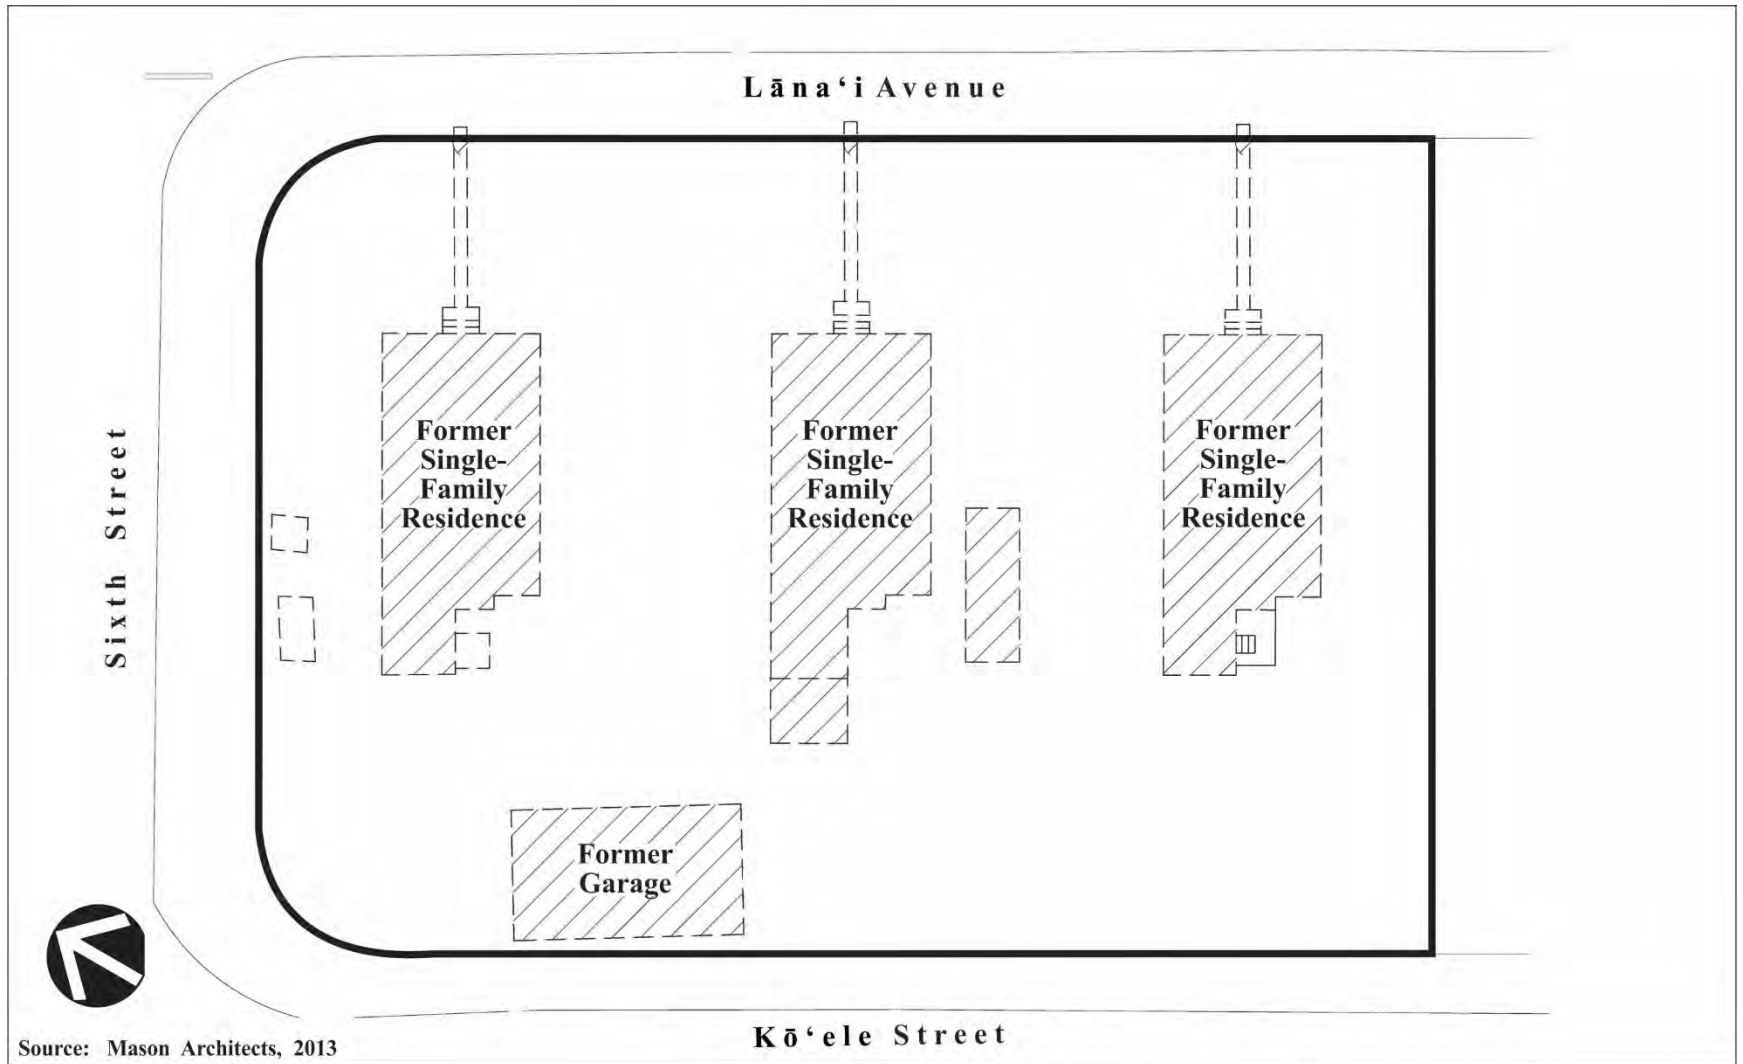 Lāna‘i Avenue
Sixth Street
Former
Single-
Family
Residence
Former
Single-
Family
Residence
Former
Single-
Family
Residence
Former
Garage
Kō‘ele Street
Source: Mason Architects, 2013